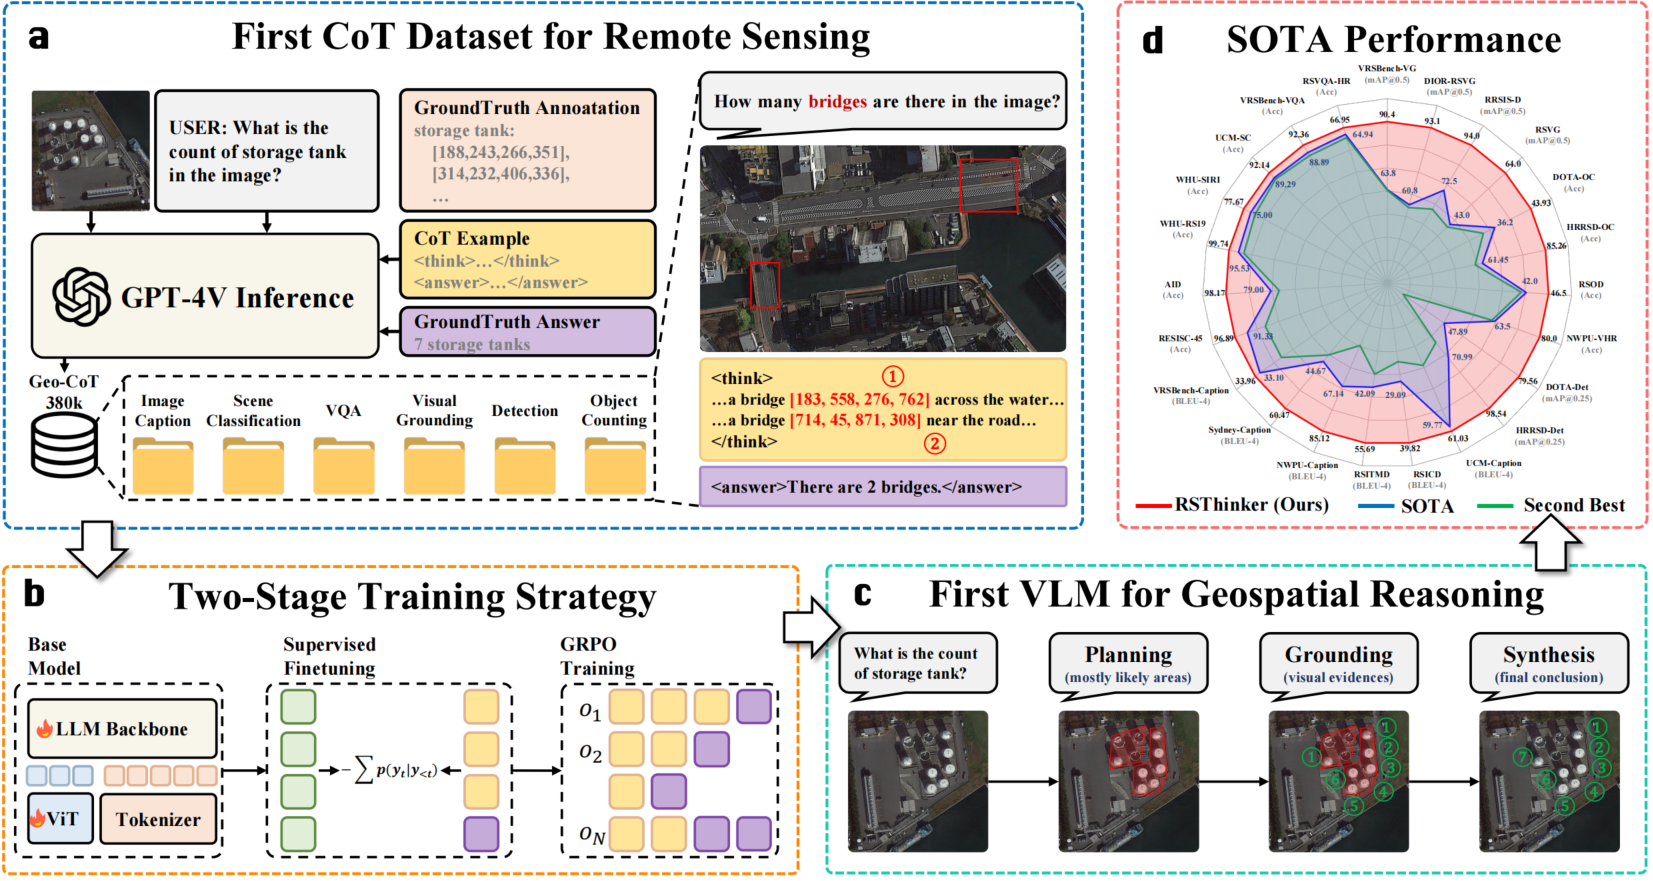 a
First CoT Dataset for Remote Sensing
USER: What is the
count of storage tank
in the image?
GroundTruth Annoatation
storage tank:
[188,243,266,351],
[314,232,406,336],
...
CoT Example
<think>...</think>
<answer>...</answer>
GroundTruth Answer
7 storage tanks
GPT-4V Inference
Geo-CoT
380k
Image
Caption
Scene
Classification
VQA
Visual
Grounding
Detection
Object
Counting
How many bridges are there in the image?
<think>
①
...a bridge [183, 558, 276, 762] across the water...
...a bridge [714, 45, 871, 308] near the road...
</think>
②
<answer>There are 2 bridges.</answer>
d
SOTA Performance
VRSBench-VG
(mAP@0.5)
DIOR-RSVG
(mAP@0.5)
RRSIS-D
(mAP@0.5)
RSVG
(mAP@0.5)
DOTA-OC
(Acc)
HRRSD-OC
(Acc)
RSOD
(Acc)
NWPU-VHR
(Acc)
DOTA-Det
(mAP@0.25)
HRRSD-Det
(mAP@0.25)
UCM-Caption
(BLEU-4)
RSICD
(BLEU-4)
RSITMD
(BLEU-4)
NWPU-Caption
(BLEU-4)
Sydney-Caption
(BLEU-4)
VRSBench-Caption
(BLEU-4)
RESISC-45
(Acc)
AID
(Acc)
WHU-RS19
(Acc)
WHU-SIRI
(Acc)
UCM-SC
(Acc)
VRSBench-VQA
(Acc)
RSVQA-HR
(Acc)
90.4
93.1
94.0
64.0
43.93
85.26
46.5
80.0
79.56
98.54
61.03
39.82
55.69
85.12
60.47
33.96
96.89
98.17
99.74
77.67
92.14
92.36
66.95
63.8
60.8
72.5
43.0
36.2
61.45
42.0
63.5
47.89
70.99
59.77
29.09
42.09
67.14
44.67
33.10
91.33
79.00
95.53
75.00
89.29
88.89
64.94
RSThinker (Ours)
SOTA
Second Best
b
Two-Stage Training Strategy
Base
Model
LLM Backbone
ViT
Tokenizer
Supervised
Finetuning
-∑ p(y_t|y_{<t})
GRPO
Training
o_1
o_2
o_N
c
First VLM for Geospatial Reasoning
What is the count
of storage tank?
Planning
(mostly likely areas)
Grounding
(visual evidences)
Synthesis
(final conclusion)
①
②
③
④
⑤
⑥
①
①
②
③
④
⑤
⑥
⑦